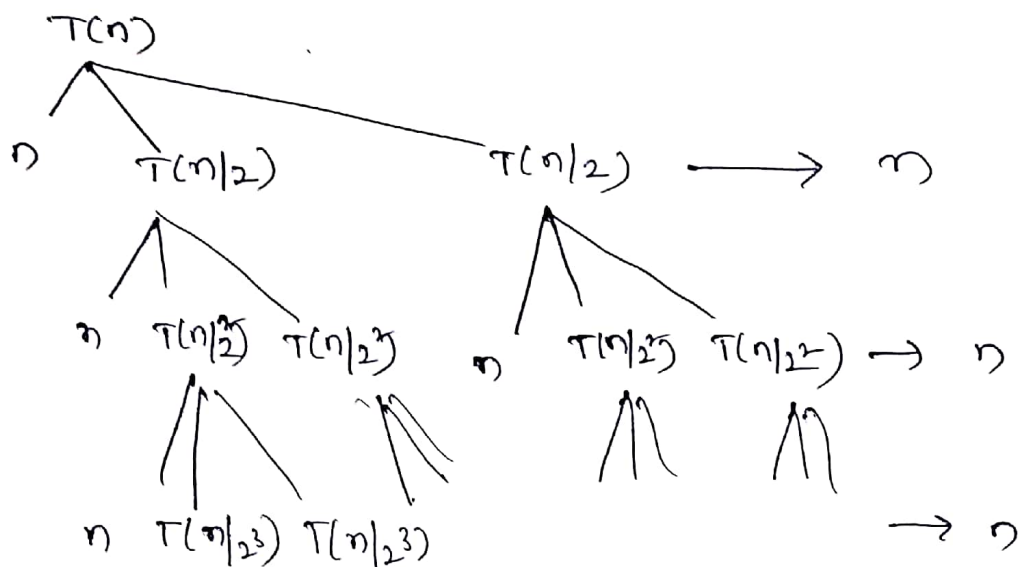 T(n)
n T(n/2) T(n/2) → n
n T(n/2²) T(n/2²) n T(n/2²) T(n/2²) → n
n T(n/2³) T(n/2³) → n